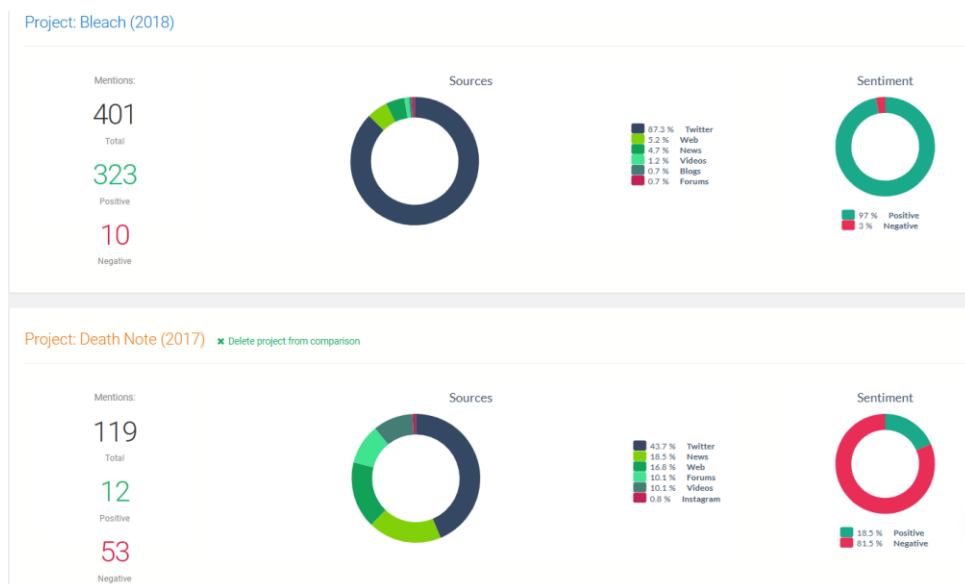 Project: Bleach (2018)
Mentions:
401
Total
323
Positive
10
Negative
Sources
87.3 % Twitter
5.2 % Web
4.7 % News
1.2 % Videos
0.7 % Blogs
0.7 % Forums
Sentiment
97 % Positive
3 % Negative
Project: Death Note (2017) ✖ Delete project from comparison
Mentions:
119
Total
12
Positive
53
Negative
Sources
43.7 % Twitter
18.5 % News
16.8 % Web
10.1 % Forums
10.1 % Videos
0.8 % Instagram
Sentiment
18.5 % Positive
81.5 % Negative